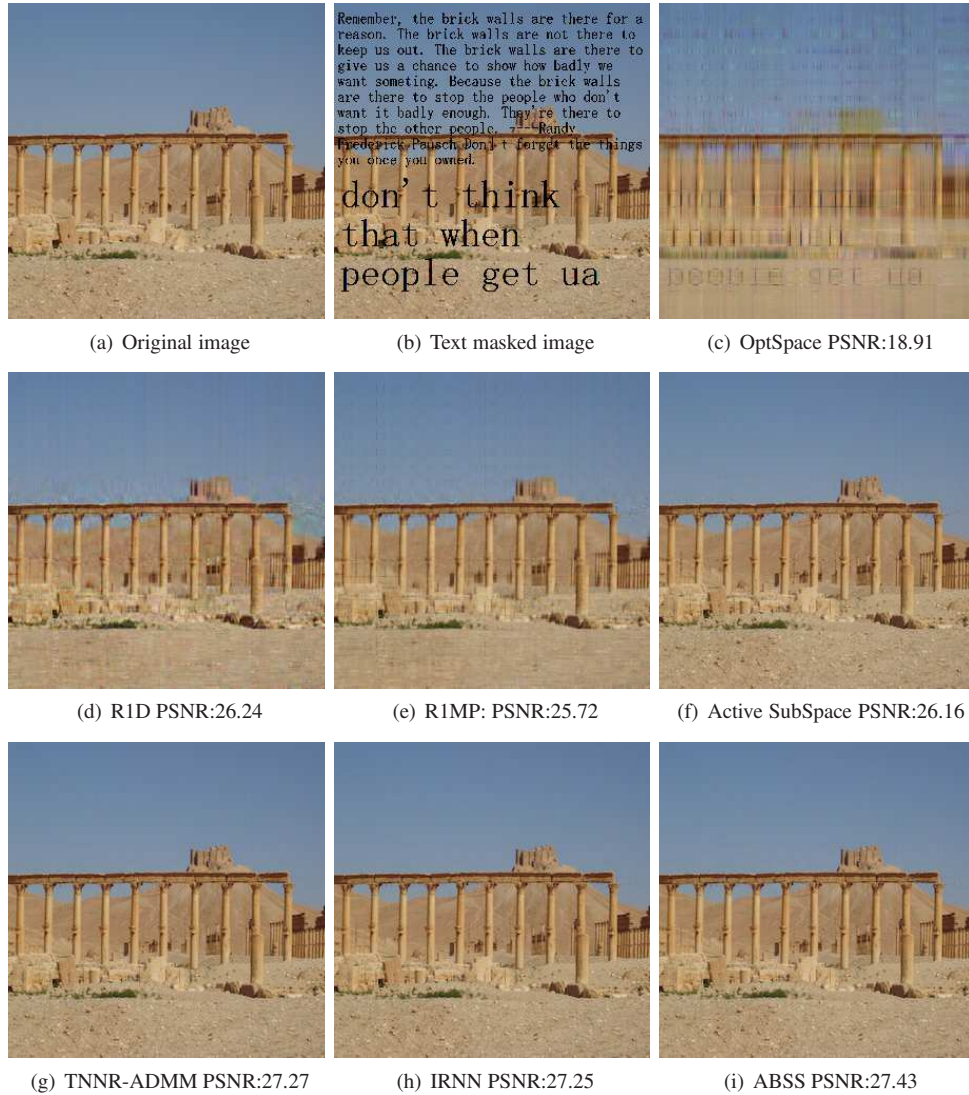 Remember, the brick walls are there for a
reason. The brick walls are not there to
keep us out. The brick walls are there to
give us a chance to show how badly we
want someting. Because the brick walls
are there to stop the people who don't
want it badly enough. They're there to
stop the other people. ---Randy
Frederick Pausch Don't forget the things
you once you owned.
don't think
that when
people get ua
people get ua
(a) Original image
(b) Text masked image
(c) OptSpace PSNR:18.91
(d) R1D PSNR:26.24
(e) R1MP: PSNR:25.72
(f) Active SubSpace PSNR:26.16
(g) TNNR-ADMM PSNR:27.27
(h) IRNN PSNR:27.25
(i) ABSS PSNR:27.43